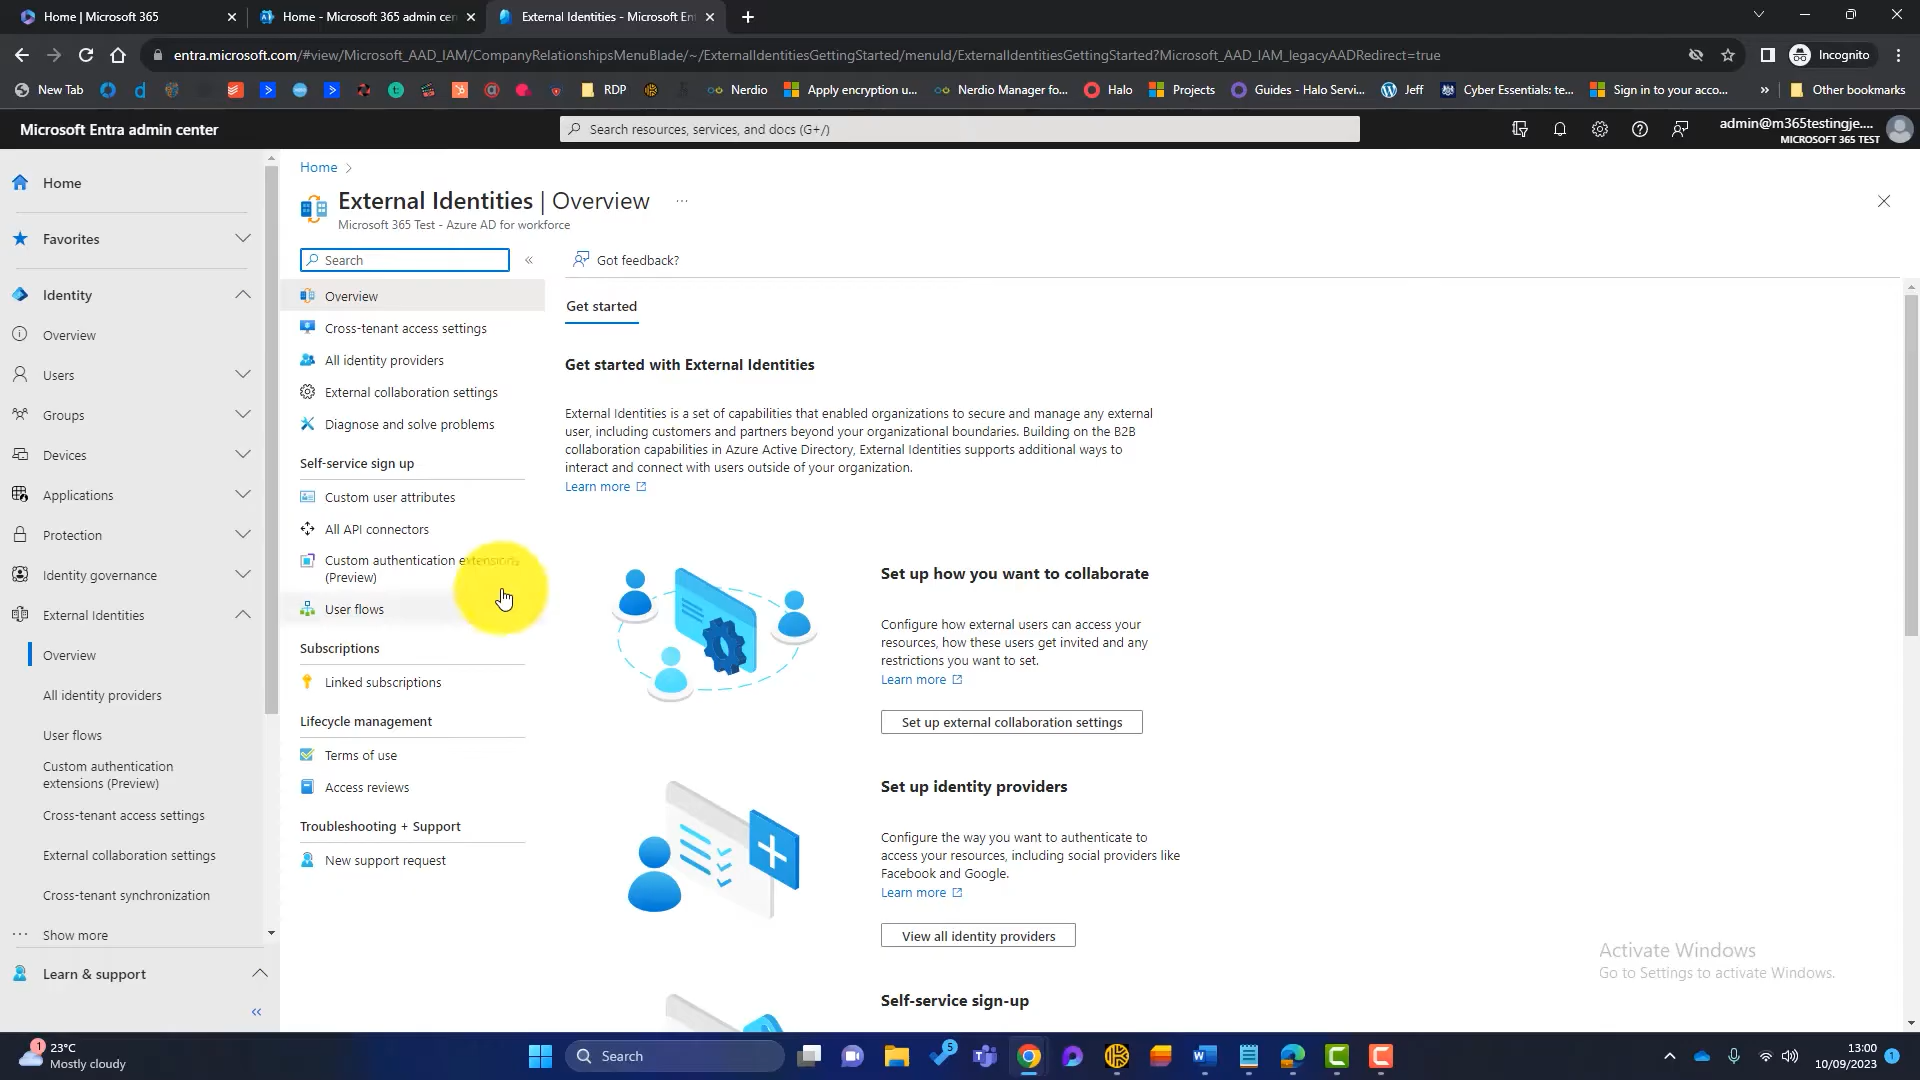 Home | Microsoft 365
Home - Microsoft 365 admin cen
External Identities - Microsoft En
entra.microsoft.com/#view/Microsoft_AAD_IAM/CompanyRelationshipsMenuBlade/~/ExternalIdentitiesGettingStarted/menuId/ExternalIdentitiesGettingStarted?Microsoft_AAD_IAM_legacyAADRedirect=true
Incognito
New Tab
RDP
Nerdio
Apply encryption u...
Nerdio Manager fo...
Halo
Projects
Guides - Halo Servi...
Jeff
Cyber Essentials: te...
Sign in to your acco...
»
Other bookmarks
Microsoft Entra admin center
Search resources, services, and docs (G+/)
admin@m365testingje....
MICROSOFT 365 TEST
Home
Favorites
Identity
Overview
Users
Groups
Devices
Applications
Protection
Identity governance
External Identities
Overview
All identity providers
User flows
Custom authentication
extensions (Preview)
Cross-tenant access settings
External collaboration settings
Cross-tenant synchronization
Show more
Learn & support
«
Home >
External Identities | Overview ...
Microsoft 365 Test - Azure AD for workforce
Search
«
Overview
Cross-tenant access settings
All identity providers
External collaboration settings
Diagnose and solve problems
Self-service sign up
Custom user attributes
All API connectors
Custom authentication extensions
(Preview)
User flows
Subscriptions
Linked subscriptions
Lifecycle management
Terms of use
Access reviews
Troubleshooting + Support
New support request
Got feedback?
Get started
Get started with External Identities
External Identities is a set of capabilities that enabled organizations to secure and manage any external
user, including customers and partners beyond your organizational boundaries. Building on the B2B
collaboration capabilities in Azure Active Directory, External Identities supports additional ways to
interact and connect with users outside of your organization.
Learn more
Set up how you want to collaborate
Configure how external users can access your
resources, how these users get invited and any
restrictions you want to set.
Learn more
Set up external collaboration settings
Set up identity providers
Configure the way you want to authenticate to
access your resources, including social providers like
Facebook and Google.
Learn more
View all identity providers
Self-service sign-up
Activate Windows
Go to Settings to activate Windows.
1
23°C
Mostly cloudy
Search
5
13:00
10/09/2023
1